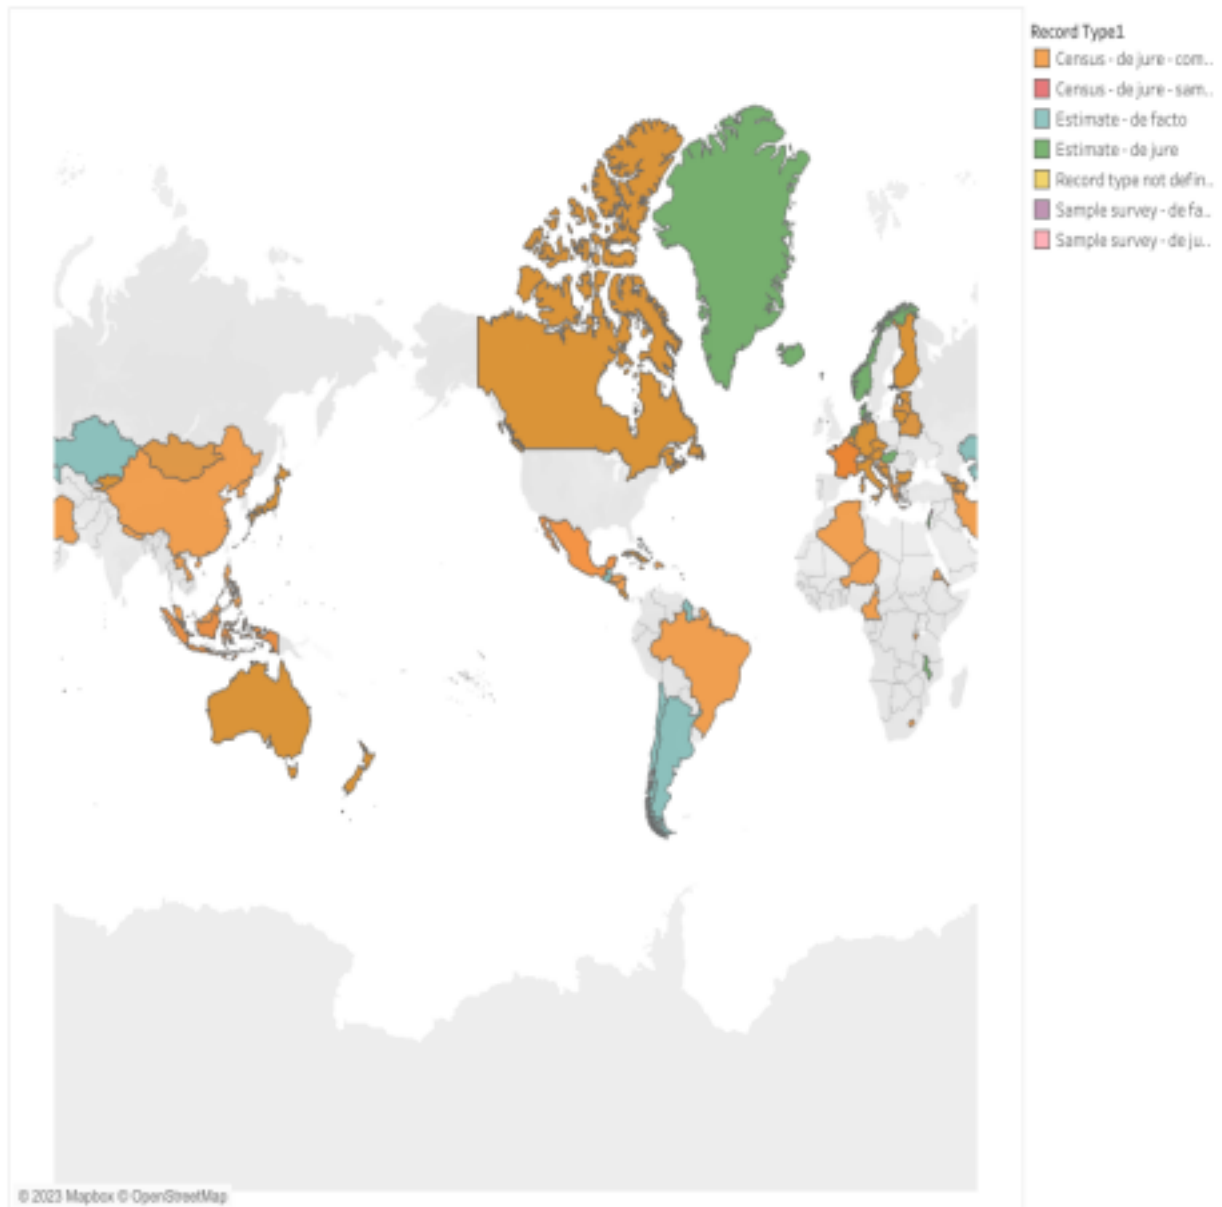 Record Type1
Census - de jure - com..
Census - de jure - sam..
Estimate - de facto
Estimate - de jure
Record type not defin..
Sample survey - de fa..
Sample survey - de ju..
© 2023 Mapbox © OpenStreetMap